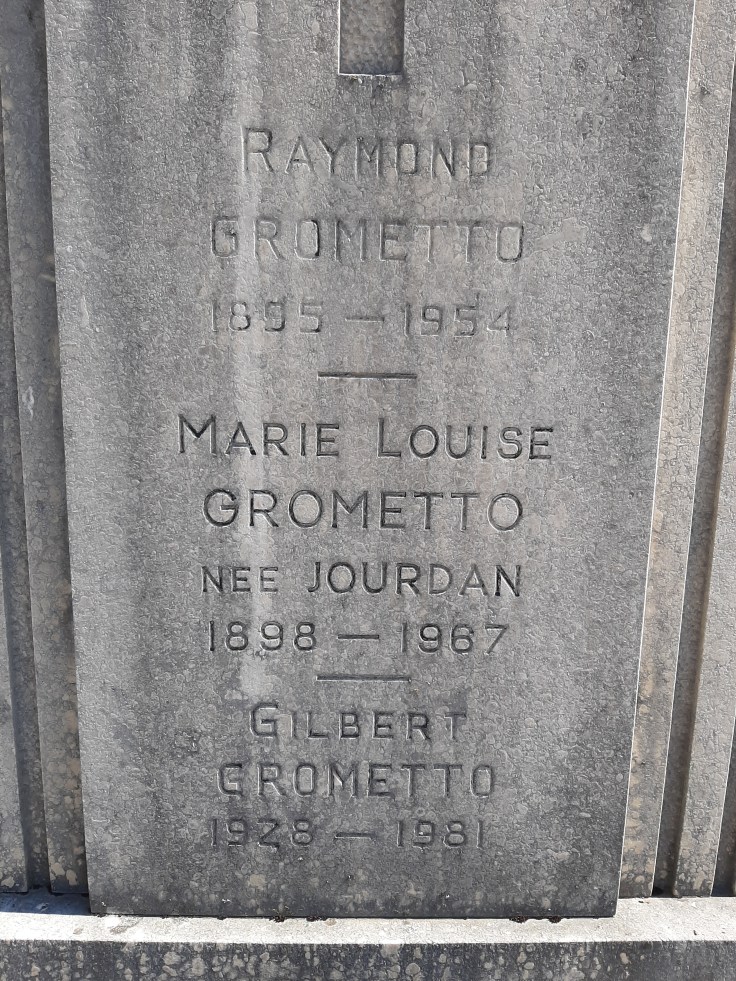 RAYMOND
GROMETTO
1895 — 1954
MARIE LOUISE
GROMETTO
NEE JOURDAN
1898 — 1967
GILBERT
GROMETTO
1928 — 1981